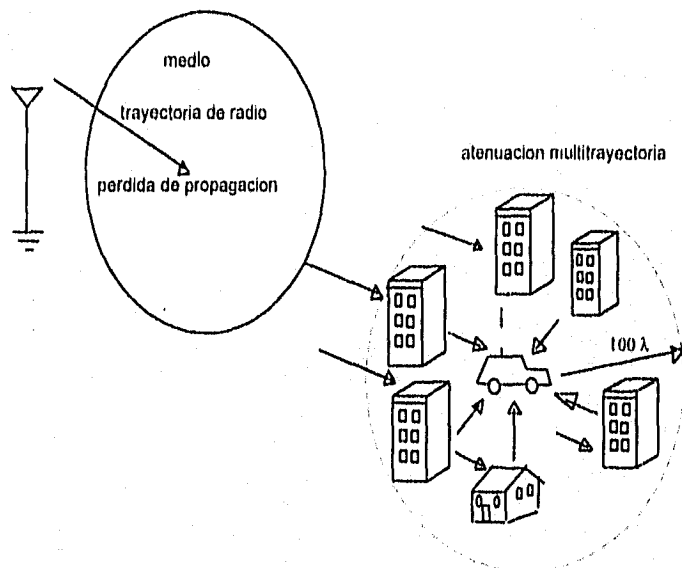 medio
trayectoria de radio
perdida de propagacion
atenuacion multitrayectoria
100 λ